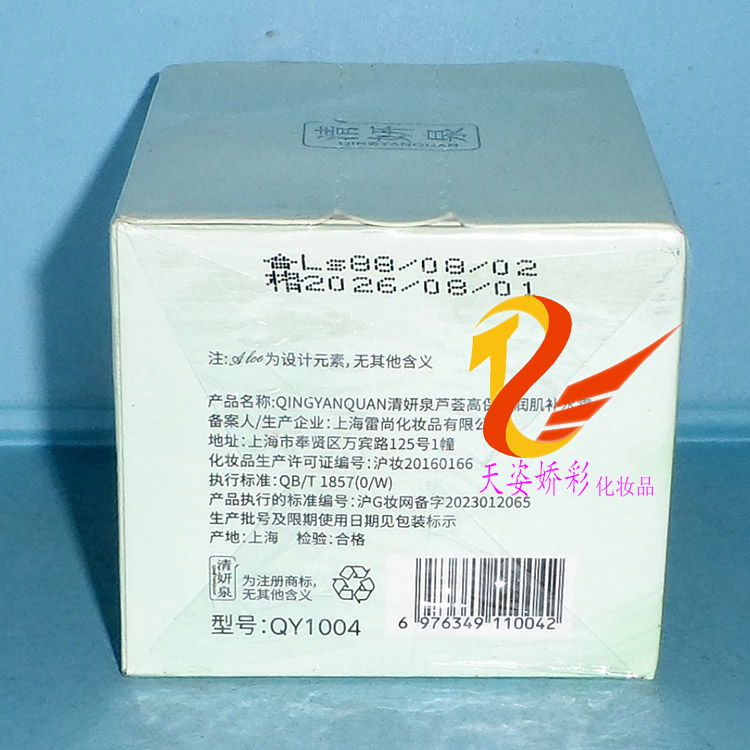 清妍泉
QINGYANQUAN
88/08/02
2026/08/01
注:Aloe为设计元素,无其他含义
产品名称:QINGYANQUAN清妍泉芦荟高保 润肌补水霜
备案人/生产企业:上海雷尚化妆品有限
地址:上海市奉贤区万宾路125号1幢
化妆品生产许可证编号:沪妆20160166
执行标准:QB/T 1857(O/W)
产品执行的标准编号:沪G妆网备字2023012065
生产批号及限期使用日期见包装标示
产地:上海 检验:合格
清妍泉
为注册商标,
无其他含义
型号:QY1004
6 976349 110042
天姿娇彩化妆品